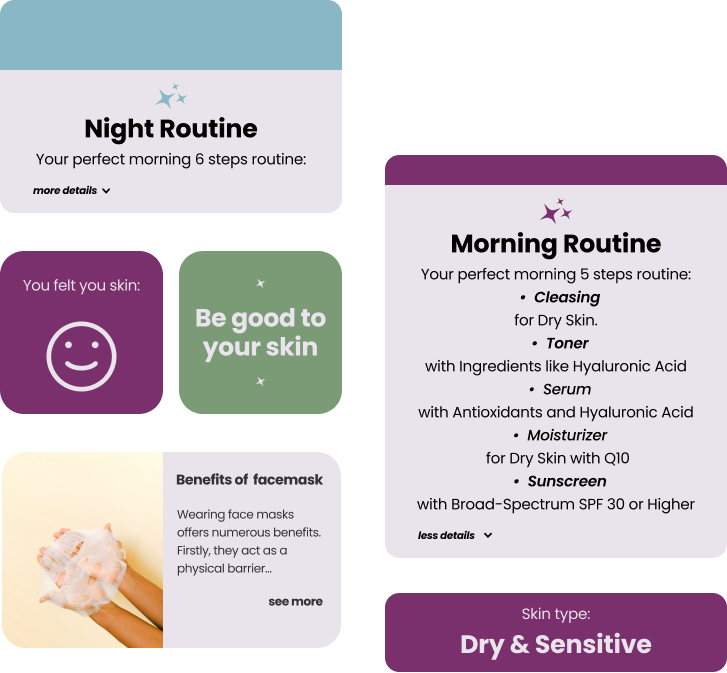 Night Routine
Your perfect morning 6 steps routine:
more details
You felt you skin:
Be good to
your skin
Benefits of facemask
Wearing face masks
offers numerous benefits.
Firstly, they act as a
physical barrier...
see more
Morning Routine
Your perfect morning 5 steps routine:
• Cleasing
for Dry Skin.
• Toner
with Ingredients like Hyaluronic Acid
• Serum
with Antioxidants and Hyaluronic Acid
• Moisturizer
for Dry Skin with Q10
• Sunscreen
with Broad-Spectrum SPF 30 or Higher
less details
Skin type:
Dry & Sensitive